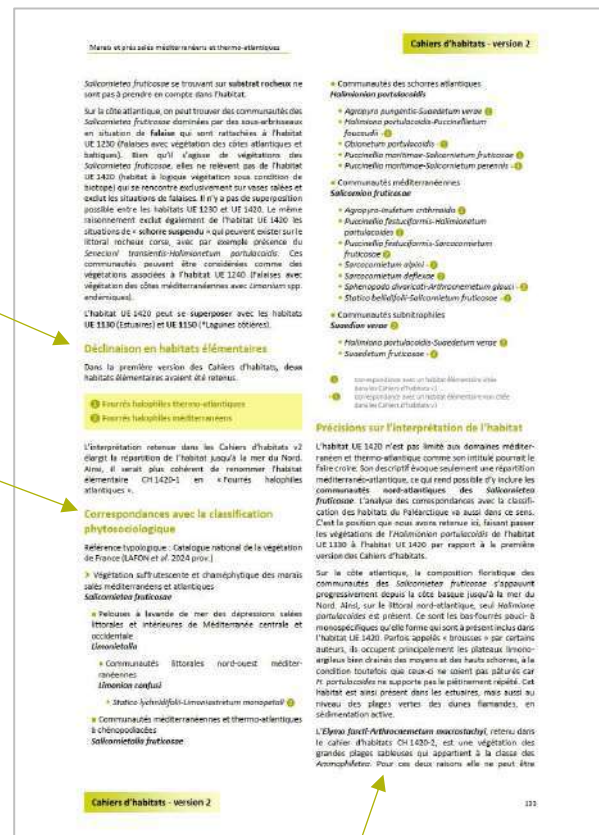 Marais et prés salés méditerranéens et thermo-atlantiques
Cahiers d'habitats - version 2
Salicornietea fruticosae se trouvant sur substrat rocheux ne
sont pas à prendre en compte dans l'habitat.
Sur la côte atlantique, on peut trouver des communautés des
Salicornietea fruticosae dominées par des sous-arbrisseaux
en situation de falaise qui sont rattachées à l'habitat
UE 1230 (Falaises avec végétation des côtes atlantiques et
baltiques). Bien qu'il s'agisse de végétations des
Salicornietea fruticosae, elles ne relèvent pas de l'habitat
UE 1420 (habitat à logique végétation sous condition de
biotope) qui se rencontre exclusivement sur vases salées et
exclut les situations de falaises. Il n'y a pas de superposition
possible entre les habitats UE 1230 et UE 1420. Le même
raisonnement exclut également de l'habitat UE 1420 les
situations de « schorre suspendu » qui peuvent exister sur le
littoral rocheux corse, avec par exemple présence du
Senecioni transientis-Halimionetum portulacoidis. Ces
communautés peuvent être considérées comme des
végétations associées à l'habitat UE 1240 (Falaises avec
végétation des côtes méditerranéennes avec Limonium spp.
endémiques).
L'habitat UE 1420 peut se superposer avec les habitats
UE 1130 (Estuaires) et UE 1150 (*Lagunes côtières).
Déclinaison en habitats élémentaires
Dans la première version des Cahiers d'habitats, deux
habitats élémentaires avaient été retenus.
1 Fourrés halophiles thermo-atlantiques
2 Fourrés halophiles méditerranéens
L'interprétation retenue dans les Cahiers d'habitats v2
élargit la répartition de l'habitat jusqu'à la mer du Nord.
Ainsi, il serait plus cohérent de renommer l'habitat
élémentaire CH 1420-1 en « Fourrés halophiles
atlantiques ».
Correspondances avec la classification
phytosociologique
Référence typologique : Catalogue national de la végétation
de France (LAFON et al. 2024 prov.)
> Végétation suffrutescente et chaméphytique des marais
salés méditerranéens et atlantiques
Salicornietea fruticosae
Pelouses à lavande de mer des dépressions salées
littorales et intérieures de Méditerranée centrale et
occidentale
Limonietalia
Communautés littorales nord-ouest méditer-
ranéennes
Limonion confusi
Statico lychnidifolii-Limoniastretum monopetali 2
Communautés méditerranéennes et thermo-atlantiques
à chénopodiacées
Salicornietalia fruticosae
Communautés des schorres atlantiques
Halimionion portulacoidis
Agropyro pungentis-Suaedetum verae
Halimiono portulacoidis-Puccinellietum
foucaudii
Obionetum portulacoidis
Puccinellio maritimae-Salicornietum fruticosae
Puccinellio maritimae-Salicornietum perennis
Communautés méditerranéennes
Salicornion fruticosae
Agropyro-Inuletum crithmoidis
Puccinellio festuciformis-Halimionetum
portulacoides
Puccinellio festuciformis-Sarcocornietum
fruticosae
Sarcocornietum alpini
Sarcocornietum deflexae
Sphenopodo divaricati-Arthrocnemetum glauci
Statico bellidifolii-Salicornietum fruticosae
Communautés subnitrophiles
Suaedion verae
Halimiono portulacoidis-Suaedetum verae
Suaedetum fruticosae
correspondance avec un habitat élémentaire citée
dans les Cahiers d'habitats v1
correspondance avec un habitat élémentaire non citée
dans les Cahiers d'habitats v1
Précisions sur l'interprétation de l'habitat
L'habitat UE 1420 n'est pas limité aux domaines méditer-
ranéen et thermo-atlantique comme son intitulé pourrait le
faire croire. Son descriptif évoque seulement une répartition
méditerranéo-atlantique, ce qui rend possible d'y inclure les
communautés nord-atlantiques des Salicornietea
fruticosae. L'analyse des correspondances avec la classifi-
cation des habitats du Paléarctique va aussi dans ce sens.
C'est la position que nous avons retenue ici, faisant passer
les végétations de l'Halimionion portulacoidis de l'habitat
UE 1330 à l'habitat UE 1420 par rapport à la première
version des Cahiers d'habitats.
Sur la côte atlantique, la composition floristique des
communautés des Salicornietea fruticosae s'appauvrit
progressivement depuis la côte basque jusqu'à la mer du
Nord. Ainsi, sur le littoral nord-atlantique, seul Halimione
portulacoides est présent. Ce sont les bas-fourrés pauci- à
monospécifiques qu'elle forme qui sont à présent inclus dans
l'habitat UE 1420. Parfois appelés « brousses » par certains
auteurs, ils occupent principalement les plateaux limono-
argileux bien drainés des moyens et des hauts schorres, à la
condition toutefois que ceux-ci ne soient pas pâturés car
H. portulacoides ne supporte pas le piétinement répété. Cet
habitat est ainsi présent dans les estuaires, mais aussi au
niveau des plages vertes des dunes flamandes, en
sédimentation active.
L'Elymo farcti-Arthrocnemetum macrostachyi, retenu dans
le cahier d'habitats CH 1420-2, est une végétation des
grandes plages sableuses qui appartient à la classe des
Ammophiletea. Pour ces deux raisons elle ne peut être
Cahiers d'habitats - version 2